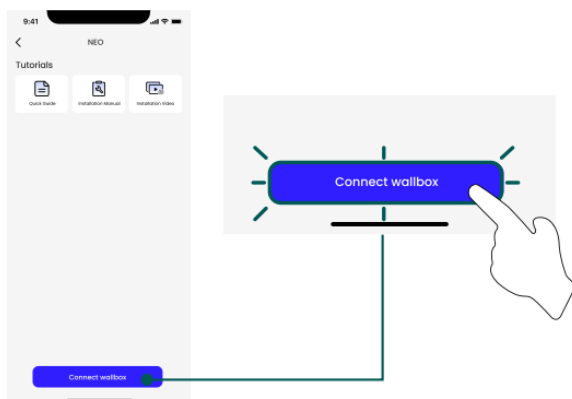 9:41
NEO
Tutorials
Quick Guide
Installation Manual
Installation Video
Connect wallbox
Connect wallbox